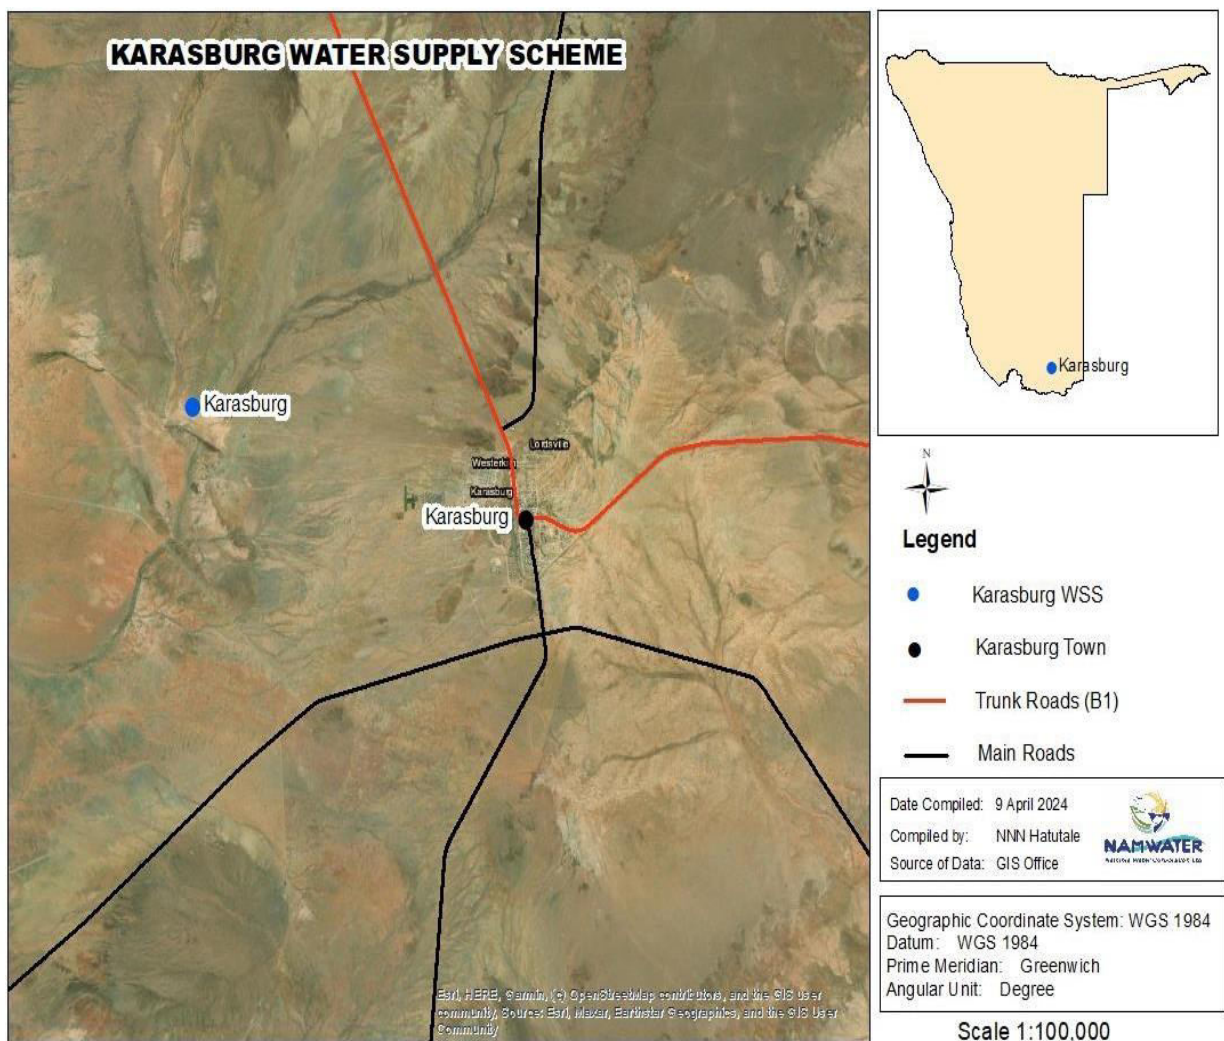 KARASBURG WATER SUPPLY SCHEME
Karasburg
Lordsville
Westerkim
Karasburg
Karasburg
Esri, HERE, Garmin, (c) OpenStreetMap contributors, and the GIS user
community, Source: Esri, Maxar, Earthstar Geographics, and the GIS User
Community
Karasburg
N
Legend
Karasburg WSS
Karasburg Town
Trunk Roads (B1)
Main Roads
Date Compiled: 9 April 2024
Compiled by: NNN Hatutale
Source of Data: GIS Office
NAMWATER
Geographic Coordinate System: WGS 1984
Datum: WGS 1984
Prime Meridian: Greenwich
Angular Unit: Degree
Scale 1:100,000